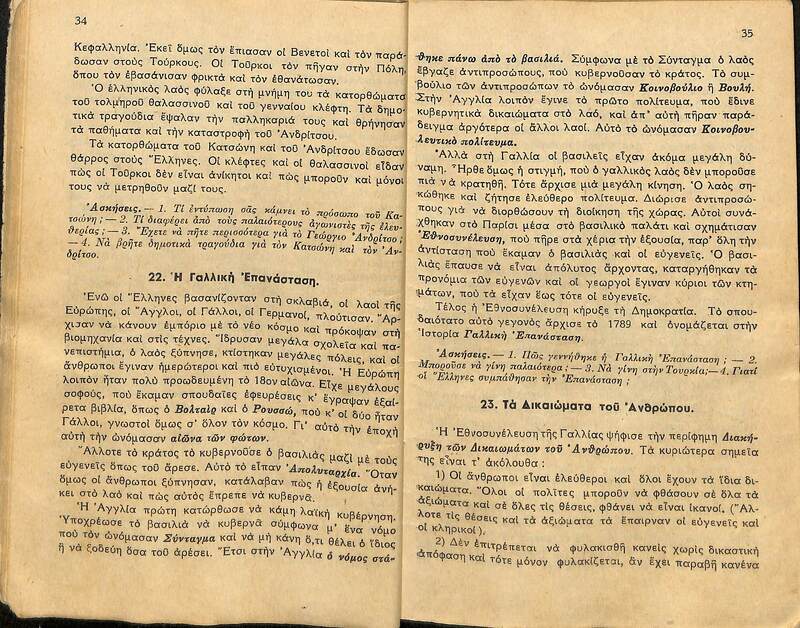 34
Κεφαλληνία. Ἐκεῖ ὅμως τὸν ἔπιασαν οἱ Βενετοὶ καὶ τὸν παρά-
δωσαν στοὺς Τούρκους. Οἱ Τοῦρκοι τὸν πῆγαν στὴν Πόλη,
ὅπου τὸν ἐβασάνισαν φρικτὰ καὶ τὸν ἐθανάτωσαν.
Ὁ ἑλληνικὸς λαὸς φύλαξε στὴ μνήμη του τὰ κατορθώματα
τοῦ τολμηροῦ θαλασσινοῦ καὶ τοῦ γενναίου κλέφτη. Τὰ δημο-
τικὰ τραγούδια ἔψαλαν τὴν παλληκαριά τους καὶ θρήνησαν
τὰ παθήματα καὶ τὴν καταστροφὴ τοῦ Ἀνδρίτσου.
Τὰ κατορθώματα τοῦ Κατσώνη καὶ τοῦ Ἀνδρίτσου ἔδωσαν
θάρρος στοὺς Ἕλληνες. Οἱ κλέφτες καὶ οἱ θαλασσινοὶ εἶδαν
πὼς οἱ Τοῦρκοι δὲν εἶναι ἀνίκητοι καὶ πὼς μποροῦν καὶ μόνοι
τους νὰ μετρηθοῦν μαζί τους.
Ἀσκήσεις. — 1. Τί ἐντύπωση σᾶς κάμνει τὸ πρόσωπο τοῦ Κα-
τσώνη; — 2. Τί διαφέρει ἀπὸ τοὺς παλαιότερους ἀγωνιστὲς τῆς ἐλευ-
θερίας; — 3. Ἔχετε νὰ πῆτε περισσότερα γιὰ τὸ Γεώργιο Ἀνδρίτσο;
— 4. Νὰ βρῆτε δημοτικὰ τραγούδια γιὰ τὸν Κατσώνη καὶ τὸν Ἀν-
δρίτσο.
22. Ἡ Γαλλικὴ Ἐπανάσταση.
Ἐνῶ οἱ Ἕλληνες βασανίζονταν στὴ σκλαβιά, οἱ λαοὶ τῆς
Εὐρώπης, οἱ Ἄγγλοι, οἱ Γάλλοι, οἱ Γερμανοί, πλούτισαν. Ἄρ-
χισαν νὰ κάνουν ἐμπόριο μὲ τὸ νέο κόσμο καὶ πρόκοψαν στὴ
βιομηχανία καὶ στὶς τέχνες. Ἵδρυσαν μεγάλα σχολεῖα καὶ πα-
νεπιστήμια, ὁ λαὸς ξύπνησε, κτίστηκαν μεγάλες πόλεις, καὶ οἱ
ἄνθρωποι ἔγιναν ἡμερώτεροι καὶ πιὸ εὐτυχισμένοι. Ἡ Εὐρώπη
λοιπὸν ἦταν πολὺ προωδευμένη τὸ 18ον αἰῶνα. Εἶχε μεγάλους
σοφούς, ποὺ ἔκαμαν σπουδαῖες ἐφευρέσεις κ' ἔγραψαν ἐξαί-
ρετα βιβλία, ὅπως ὁ Βολταὶρ καὶ ὁ Ρουσσώ, ποὺ κ' οἱ δύο ἦταν
Γάλλοι, γνωστοὶ ὅμως σ' ὅλον τὸν κόσμο. Γι' αὐτὸ τὴν ἐποχὴ
αὐτὴ τὴν ὠνόμασαν αἰῶνα τῶν φώτων.
Ἄλλοτε τὸ κράτος τὸ κυβερνοῦσε ὁ βασιλιὰς μαζὶ μὲ τοὺς
εὐγενεῖς ὅπως τοῦ ἄρεσε. Αὐτὸ τὸ εἶπαν Ἀπολυταρχία. Ὅταν
ὅμως οἱ ἄνθρωποι ξύπνησαν, κατάλαβαν πὼς ἡ ἐξουσία ἀνή-
κει στὸ λαὸ καὶ πὼς αὐτὸς ἔπρεπε νὰ κυβερνᾶ.
Ἡ Ἀγγλία πρώτη κατώρθωσε νὰ κάμη λαϊκὴ κυβέρνηση.
Ὑποχρέωσε τὸ βασιλιὰ νὰ κυβερνᾶ σύμφωνα μ' ἕνα νόμο
ποὺ τὸν ὠνόμασαν Σύνταγμα καὶ νὰ μὴ κάνη ὅ,τι θέλει ὁ ἴδιος
ἢ νὰ ξοδεύη ὅσα τοῦ ἀρέσει. Ἔτσι στὴν Ἀγγλία ὁ νόμος στά-
35
θηκε πάνω ἀπὸ τὸ βασιλιά. Σύμφωνα μὲ τὸ Σύνταγμα ὁ λαὸς
ἔβγαζε ἀντιπροσώπους, ποὺ κυβερνοῦσαν τὸ κράτος. Τὸ συμ-
βούλιο τῶν ἀντιπροσώπων τὸ ὠνόμασαν Κοινοβούλιο ἢ Βουλή.
Στὴν Ἀγγλία λοιπὸν ἔγινε τὸ πρῶτο πολίτευμα, ποὺ ἔδινε
κυβερνητικὰ δικαιώματα στὸ λαό, καὶ ἀπ' αὐτὴ πῆραν παρά-
δειγμα ἀργότερα οἱ ἄλλοι λαοί. Αὐτὸ τὸ ὠνόμασαν Κοινοβου-
λευτικὸ πολίτευμα.
Ἀλλὰ στὴ Γαλλία οἱ βασιλεῖς εἶχαν ἀκόμα μεγάλη δύ-
ναμη. Ἦρθε ὅμως ἡ στιγμή, ποὺ ὁ γαλλικὸς λαὸς δὲν μποροῦσε
πιὰ νὰ κρατηθῆ. Τότε ἄρχισε μιὰ μεγάλη κίνηση. Ὁ λαὸς ση-
κώθηκε καὶ ζήτησε ἐλεύθερο πολίτευμα. Διώρισε ἀντιπροσώ-
πους γιὰ νὰ διορθώσουν τὴ διοίκηση τῆς χώρας. Αὐτοὶ συνά-
χθηκαν στὸ Παρίσι μέσα στὸ βασιλικὸ παλάτι καὶ σχημάτισαν
Ἐθνοσυνέλευση, ποὺ πῆρε στὰ χέρια τὴν ἐξουσία, παρ' ὅλη τὴν
ἀντίσταση ποὺ ἔκαμαν ὁ βασιλιὰς καὶ οἱ εὐγενεῖς. Ὁ βασι-
λιὰς ἔπαυσε νὰ εἶναι ἀπόλυτος ἄρχοντας, καταργήθηκαν τὰ
προνόμια τῶν εὐγενῶν καὶ οἱ γεωργοὶ ἔγιναν κύριοι τῶν κτη-
μάτων, ποὺ τὰ εἶχαν ἕως τότε οἱ εὐγενεῖς.
Τέλος ἡ Ἐθνοσυνέλευση κήρυξε τὴ Δημοκρατία. Τὸ σπου-
δαιότατο αὐτὸ γεγονὸς ἄρχισε τὸ 1789 καὶ ὀνομάζεται στὴν
Ἱστορία Γαλλικὴ Ἐπανάσταση.
Ἀσκήσεις. — 1. Πῶς γεννήθηκε ἡ Γαλλικὴ Ἐπανάσταση; — 2.
Μποροῦσε νὰ γίνη παλαιότερα; — 3. Νὰ γίνη στὴν Τουρκία; — 4. Γιατί
οἱ Ἕλληνες συμπάθησαν τὴν Ἐπανάσταση;
23. Τὰ Δικαιώματα τοῦ Ἀνθρώπου.
Ἡ Ἐθνοσυνέλευση τῆς Γαλλίας ψήφισε τὴν περίφημη Διακή-
ρυξη τῶν Δικαιωμάτων τοῦ Ἀνθρώπου. Τὰ κυριώτερα σημεῖα
της εἶναι τ' ἀκόλουθα:
1) Οἱ ἄνθρωποι εἶναι ἐλεύθεροι καὶ ὅλοι ἔχουν τὰ ἴδια δι-
καιώματα. Ὅλοι οἱ πολῖτες μποροῦν νὰ φθάσουν σὲ ὅλα τὰ
ἀξιώματα καὶ σὲ ὅλες τὶς θέσεις, φθάνει νὰ εἶναι ἱκανοί. (Ἄλ-
λοτε τὶς θέσεις καὶ τὰ ἀξιώματα τὰ ἔπαιρναν οἱ εὐγενεῖς καὶ
οἱ κληρικοί).
2) Δὲν ἐπιτρέπεται νὰ φυλακισθῆ κανεὶς χωρὶς δικαστικὴ
ἀπόφαση καὶ τότε μόνον φυλακίζεται, ἂν ἔχει παραβῆ κανένα